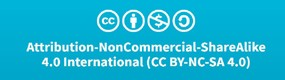 Attribution-NonCommercial-ShareAlike
4.0 International (CC BY-NC-SA 4.0)